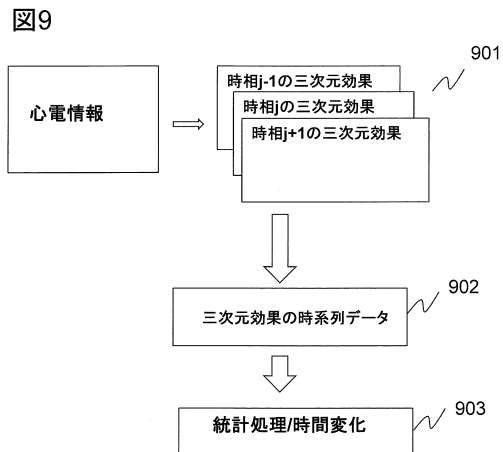 図9
心電情報
時相j-1の三次元効果
時相jの三次元効果
時相j+1の三次元効果
901
三次元効果の時系列データ
902
統計処理/時間変化
903